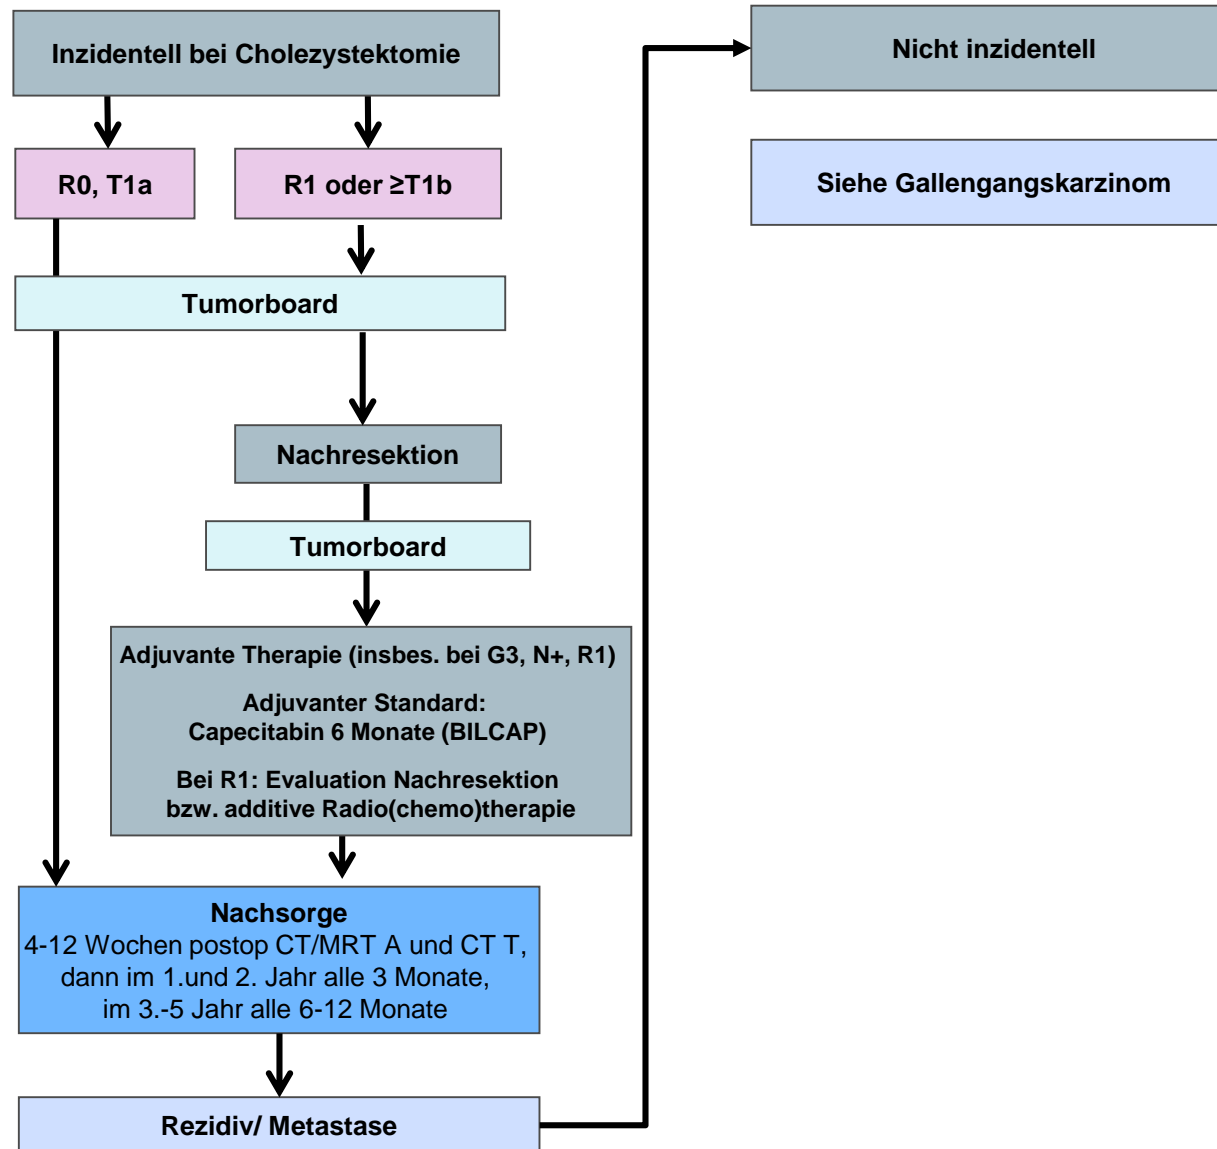 Inzidentell bei Cholezystektomie
Nicht inzidentell
R0, T1a
R1 oder ≥T1b
Siehe Gallengangskarzinom
Tumorboard
Nachresektion
Tumorboard
Adjuvante Therapie (insbes. bei G3, N+, R1)
Adjuvanter Standard:
Capecitabin 6 Monate (BILCAP)
Bei R1: Evaluation Nachresektion
bzw. additive Radio(chemo)therapie
Nachsorge
4-12 Wochen postop CT/MRT A und CT T,
dann im 1.und 2. Jahr alle 3 Monate,
im 3.-5 Jahr alle 6-12 Monate
Rezidiv/ Metastase